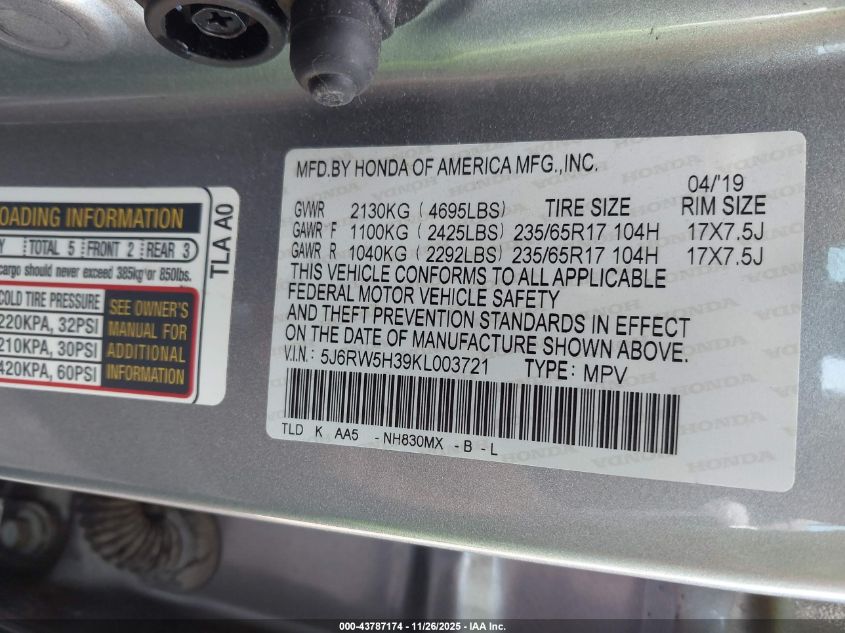 MFD.BY HONDA OF AMERICA MFG.,INC.
04/'19
GVWR 2130KG ( 4695LBS) TIRE SIZE RIM SIZE
GAWR F 1100KG ( 2425LBS) 235/65R17 104H 17X7.5J
GAWR R 1040KG ( 2292LBS) 235/65R17 104H 17X7.5J
THIS VEHICLE CONFORMS TO ALL APPLICABLE
FEDERAL MOTOR VEHICLE SAFETY
AND THEFT PREVENTION STANDARDS IN EFFECT
ON THE DATE OF MANUFACTURE SHOWN ABOVE.
V.I.N: 5J6RW5H39KL003721 TYPE: MPV
TLD K AA5 -NH830MX -B -L
OADING INFORMATION
Y TOTAL 5 FRONT 2 REAR 3
cargo should never exceed 385kg or 850lbs.
COLD TIRE PRESSURE
220KPA, 32PSI
210KPA, 30PSI
420KPA, 60PSI
SEE OWNER'S
MANUAL FOR
ADDITIONAL
INFORMATION
TLA A0
000-43787174 | 11/26/2025 — IAA Inc.